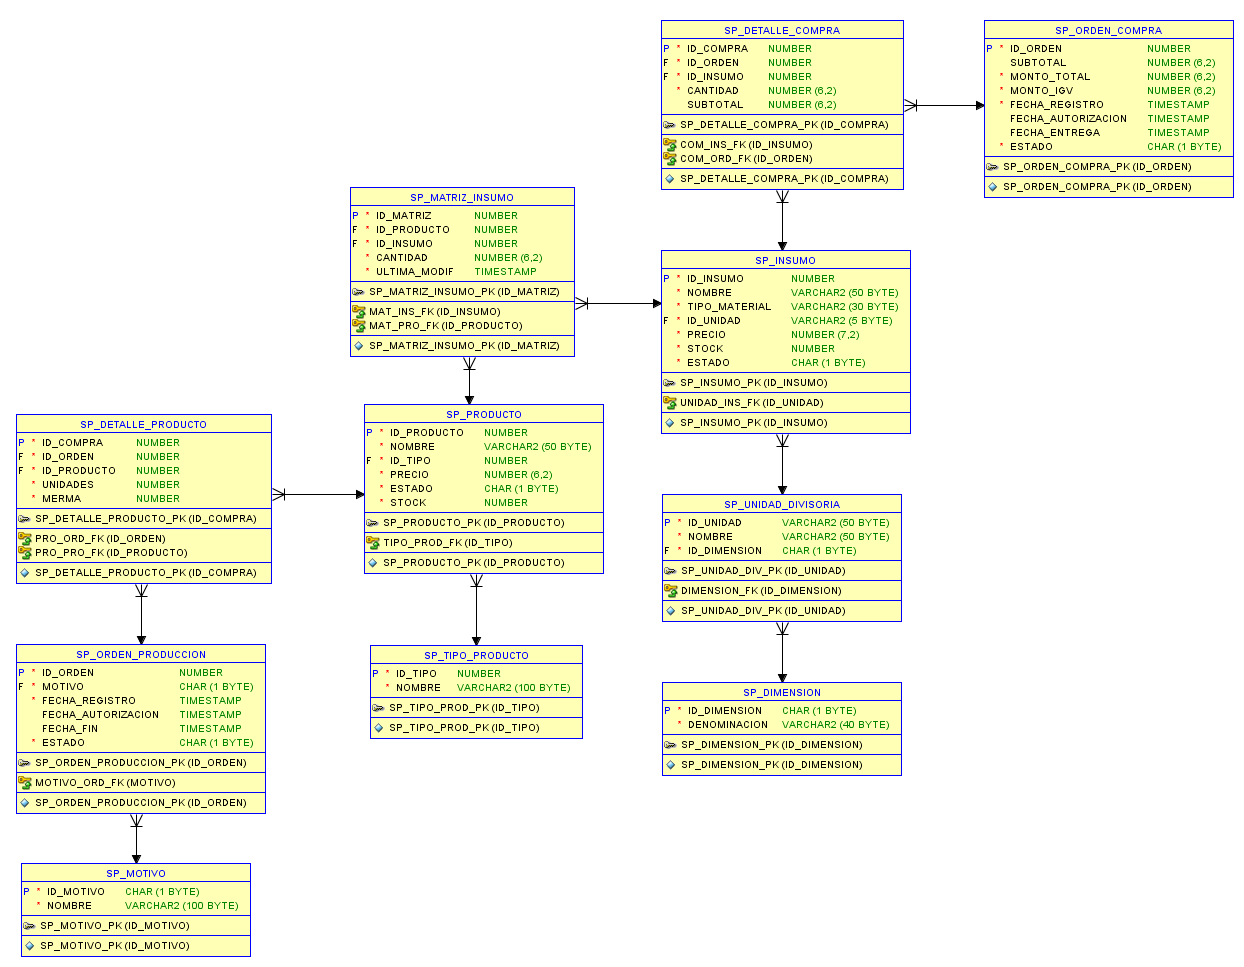 SP_DETALLE_COMPRA
P * ID_COMPRA NUMBER
F * ID_ORDEN NUMBER
F * ID_INSUMO NUMBER
* CANTIDAD NUMBER (6,2)
SUBTOTAL NUMBER (6,2)
SP_DETALLE_COMPRA_PK (ID_COMPRA)
COM_INS_FK (ID_INSUMO)
COM_ORD_FK (ID_ORDEN)
SP_DETALLE_COMPRA_PK (ID_COMPRA)
SP_ORDEN_COMPRA
P * ID_ORDEN NUMBER
SUBTOTAL NUMBER (6,2)
* MONTO_TOTAL NUMBER (6,2)
* MONTO_IGV NUMBER (6,2)
* FECHA_REGISTRO TIMESTAMP
FECHA_AUTORIZACION TIMESTAMP
FECHA_ENTREGA TIMESTAMP
* ESTADO CHAR (1 BYTE)
SP_ORDEN_COMPRA_PK (ID_ORDEN)
SP_ORDEN_COMPRA_PK (ID_ORDEN)
SP_MATRIZ_INSUMO
P * ID_MATRIZ NUMBER
F * ID_PRODUCTO NUMBER
F * ID_INSUMO NUMBER
* CANTIDAD NUMBER (6,2)
* ULTIMA_MODIF TIMESTAMP
SP_MATRIZ_INSUMO_PK (ID_MATRIZ)
MAT_INS_FK (ID_INSUMO)
MAT_PRO_FK (ID_PRODUCTO)
SP_MATRIZ_INSUMO_PK (ID_MATRIZ)
SP_INSUMO
P * ID_INSUMO NUMBER
* NOMBRE VARCHAR2 (50 BYTE)
* TIPO_MATERIAL VARCHAR2 (30 BYTE)
F * ID_UNIDAD VARCHAR2 (5 BYTE)
* PRECIO NUMBER (7,2)
* STOCK NUMBER
* ESTADO CHAR (1 BYTE)
SP_INSUMO_PK (ID_INSUMO)
UNIDAD_INS_FK (ID_UNIDAD)
SP_INSUMO_PK (ID_INSUMO)
SP_DETALLE_PRODUCTO
P * ID_COMPRA NUMBER
F * ID_ORDEN NUMBER
F * ID_PRODUCTO NUMBER
* UNIDADES NUMBER
* MERMA NUMBER
SP_DETALLE_PRODUCTO_PK (ID_COMPRA)
PRO_ORD_FK (ID_ORDEN)
PRO_PRO_FK (ID_PRODUCTO)
SP_DETALLE_PRODUCTO_PK (ID_COMPRA)
SP_PRODUCTO
P * ID_PRODUCTO NUMBER
* NOMBRE VARCHAR2 (50 BYTE)
F * ID_TIPO NUMBER
* PRECIO NUMBER (6,2)
* ESTADO CHAR (1 BYTE)
* STOCK NUMBER
SP_PRODUCTO_PK (ID_PRODUCTO)
TIPO_PROD_FK (ID_TIPO)
SP_PRODUCTO_PK (ID_PRODUCTO)
SP_UNIDAD_DIVISORIA
P * ID_UNIDAD VARCHAR2 (50 BYTE)
* NOMBRE VARCHAR2 (50 BYTE)
F * ID_DIMENSION CHAR (1 BYTE)
SP_UNIDAD_DIV_PK (ID_UNIDAD)
DIMENSION_FK (ID_DIMENSION)
SP_UNIDAD_DIV_PK (ID_UNIDAD)
SP_ORDEN_PRODUCCION
P * ID_ORDEN NUMBER
F * MOTIVO CHAR (1 BYTE)
* FECHA_REGISTRO TIMESTAMP
FECHA_AUTORIZACION TIMESTAMP
FECHA_FIN TIMESTAMP
* ESTADO CHAR (1 BYTE)
SP_ORDEN_PRODUCCION_PK (ID_ORDEN)
MOTIVO_ORD_FK (MOTIVO)
SP_ORDEN_PRODUCCION_PK (ID_ORDEN)
SP_TIPO_PRODUCTO
P * ID_TIPO NUMBER
* NOMBRE VARCHAR2 (100 BYTE)
SP_TIPO_PROD_PK (ID_TIPO)
SP_TIPO_PROD_PK (ID_TIPO)
SP_DIMENSION
P * ID_DIMENSION CHAR (1 BYTE)
* DENOMINACION VARCHAR2 (40 BYTE)
SP_DIMENSION_PK (ID_DIMENSION)
SP_DIMENSION_PK (ID_DIMENSION)
SP_MOTIVO
P * ID_MOTIVO CHAR (1 BYTE)
* NOMBRE VARCHAR2 (100 BYTE)
SP_MOTIVO_PK (ID_MOTIVO)
SP_MOTIVO_PK (ID_MOTIVO)